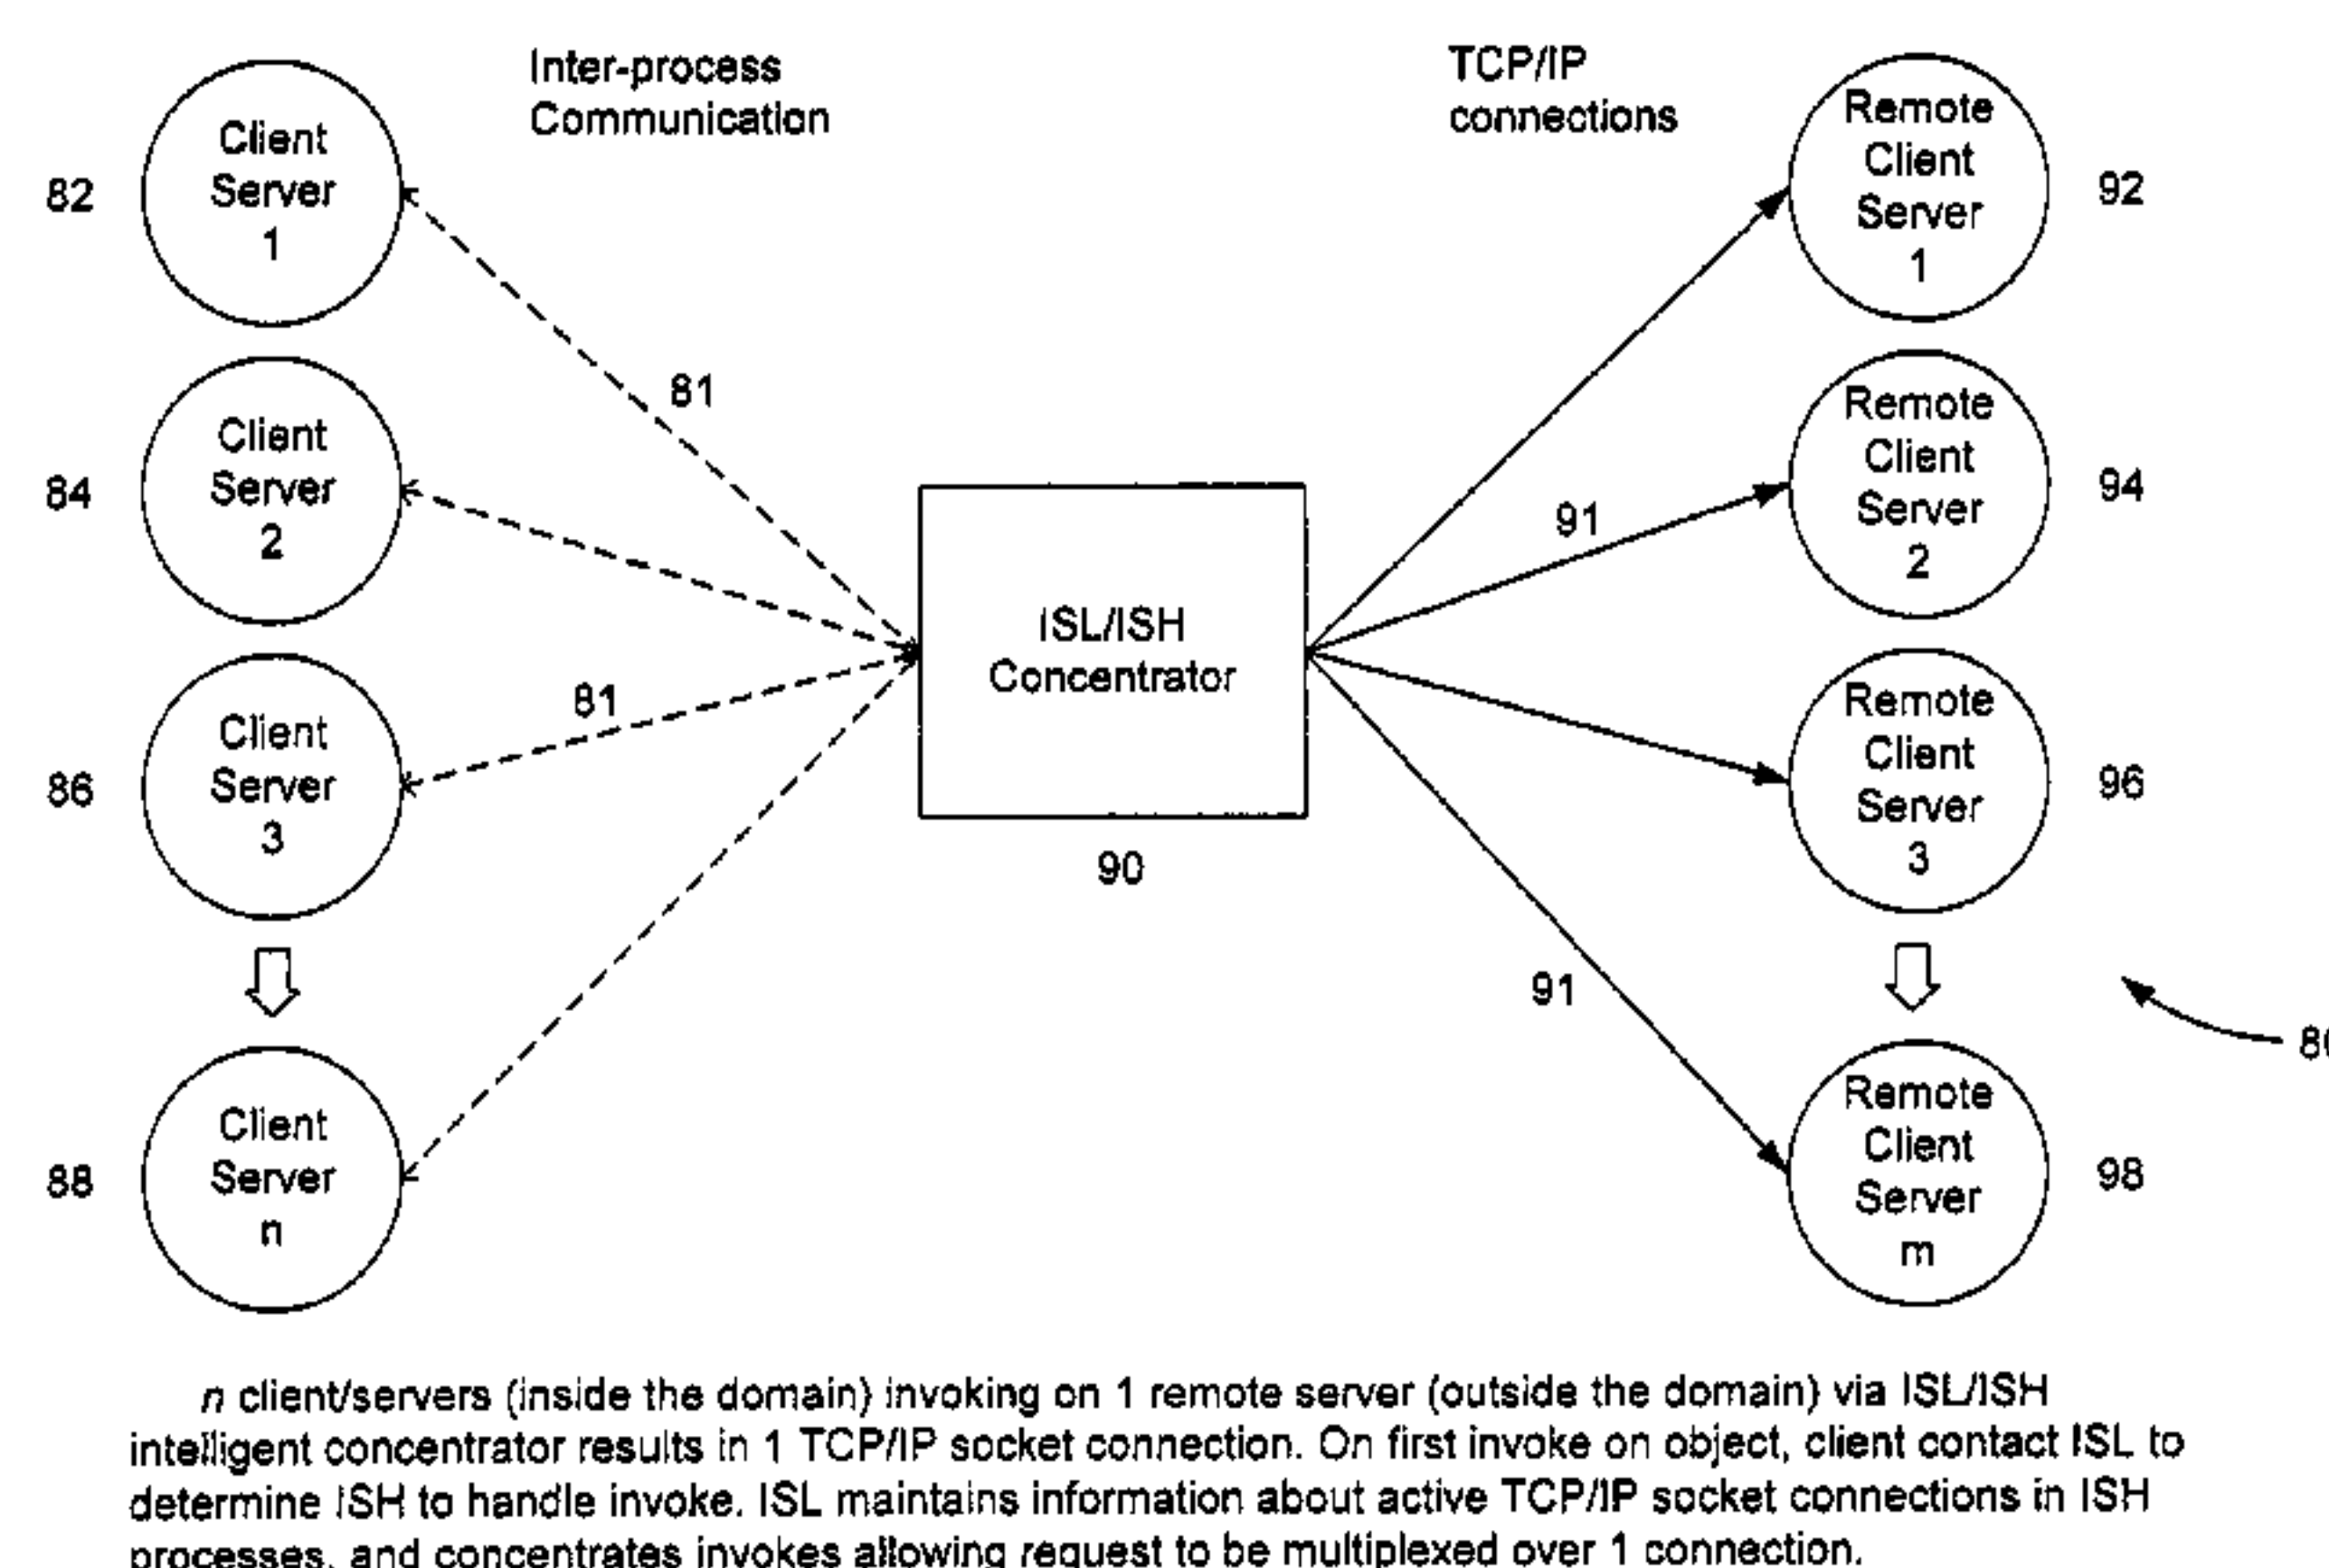 Inter-process
Communication
TCP/IP
connections
82
Client
Server
1
Remote
Client
Server
1
92
81
84
Client
Server
2
91
Remote
Client
Server
2
94
ISL/ISH
Concentrator
90
86
Client
Server
3
81
Remote
Client
Server
3
96
91
88
Client
Server
n
Remote
Client
Server
m
98
n client/servers (inside the domain) invoking on 1 remote server (outside the domain) via ISL/ISH
intelligent concentrator results in 1 TCP/IP socket connection. On first invoke on object, client contact ISL to
determine ISH to handle invoke. ISL maintains information about active TCP/IP socket connections in ISH
processes, and concentrates invokes allowing request to be multiplexed over 1 connection.